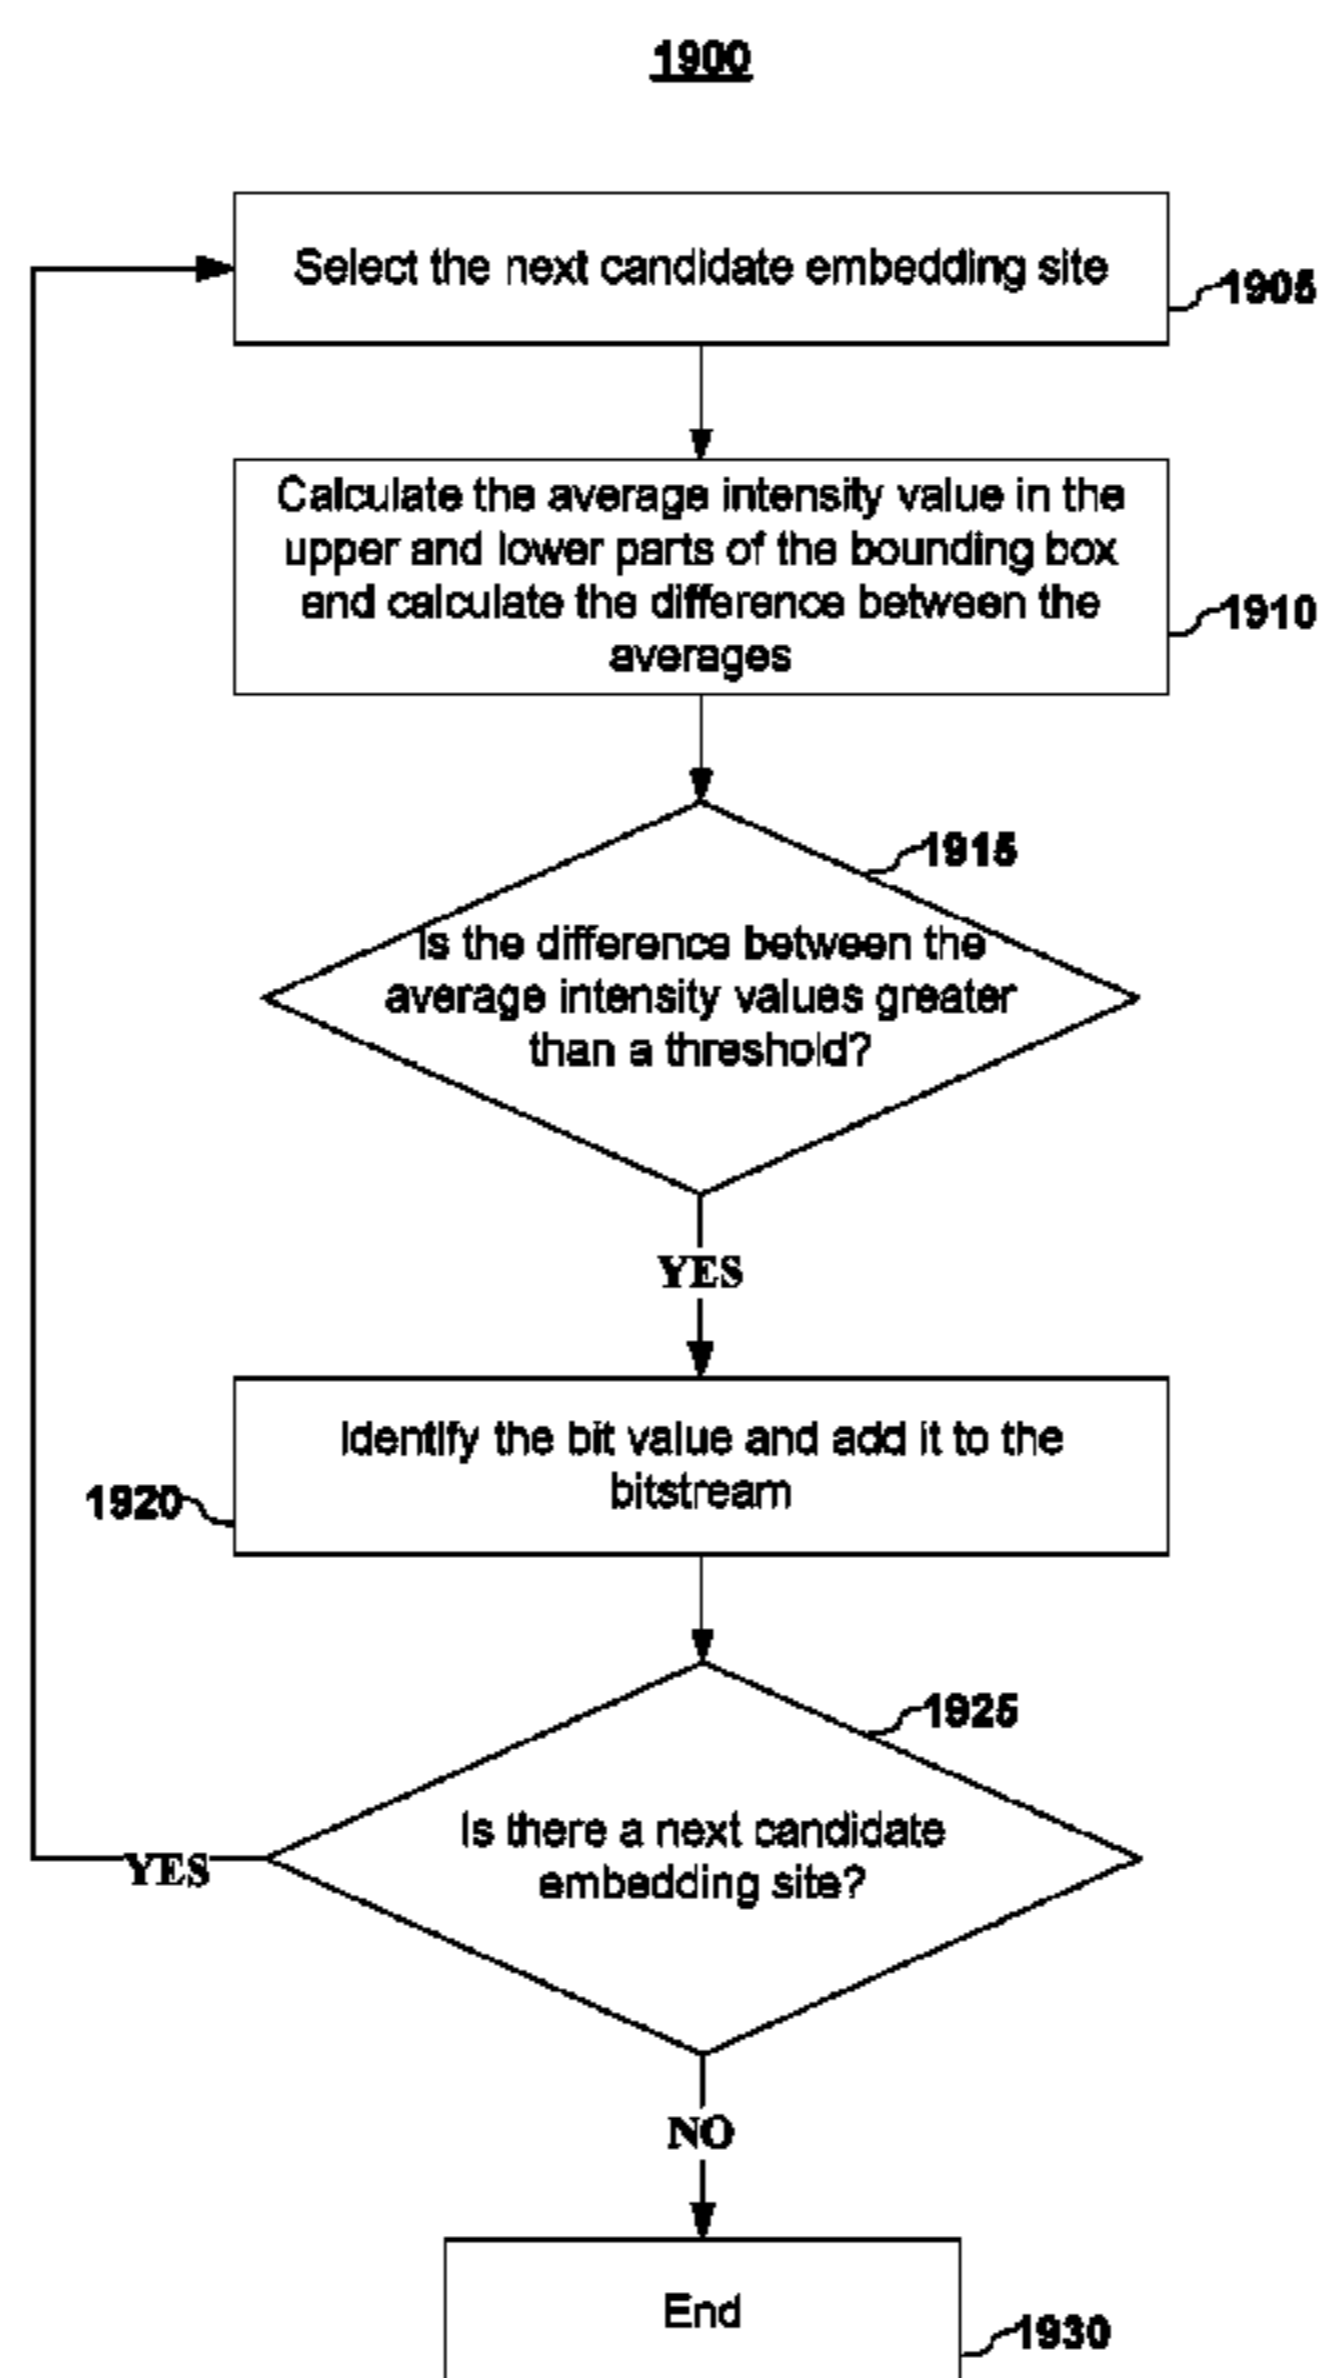 1900
Select the next candidate embedding site
1905
Calculate the average intensity value in the
upper and lower parts of the bounding box
and calculate the difference between the
averages
1910
1915
Is the difference between the
average intensity values greater
than a threshold?
YES
Identify the bit value and add it to the
bitstream
1920
1925
Is there a next candidate
embedding site?
YES
NO
End
1930